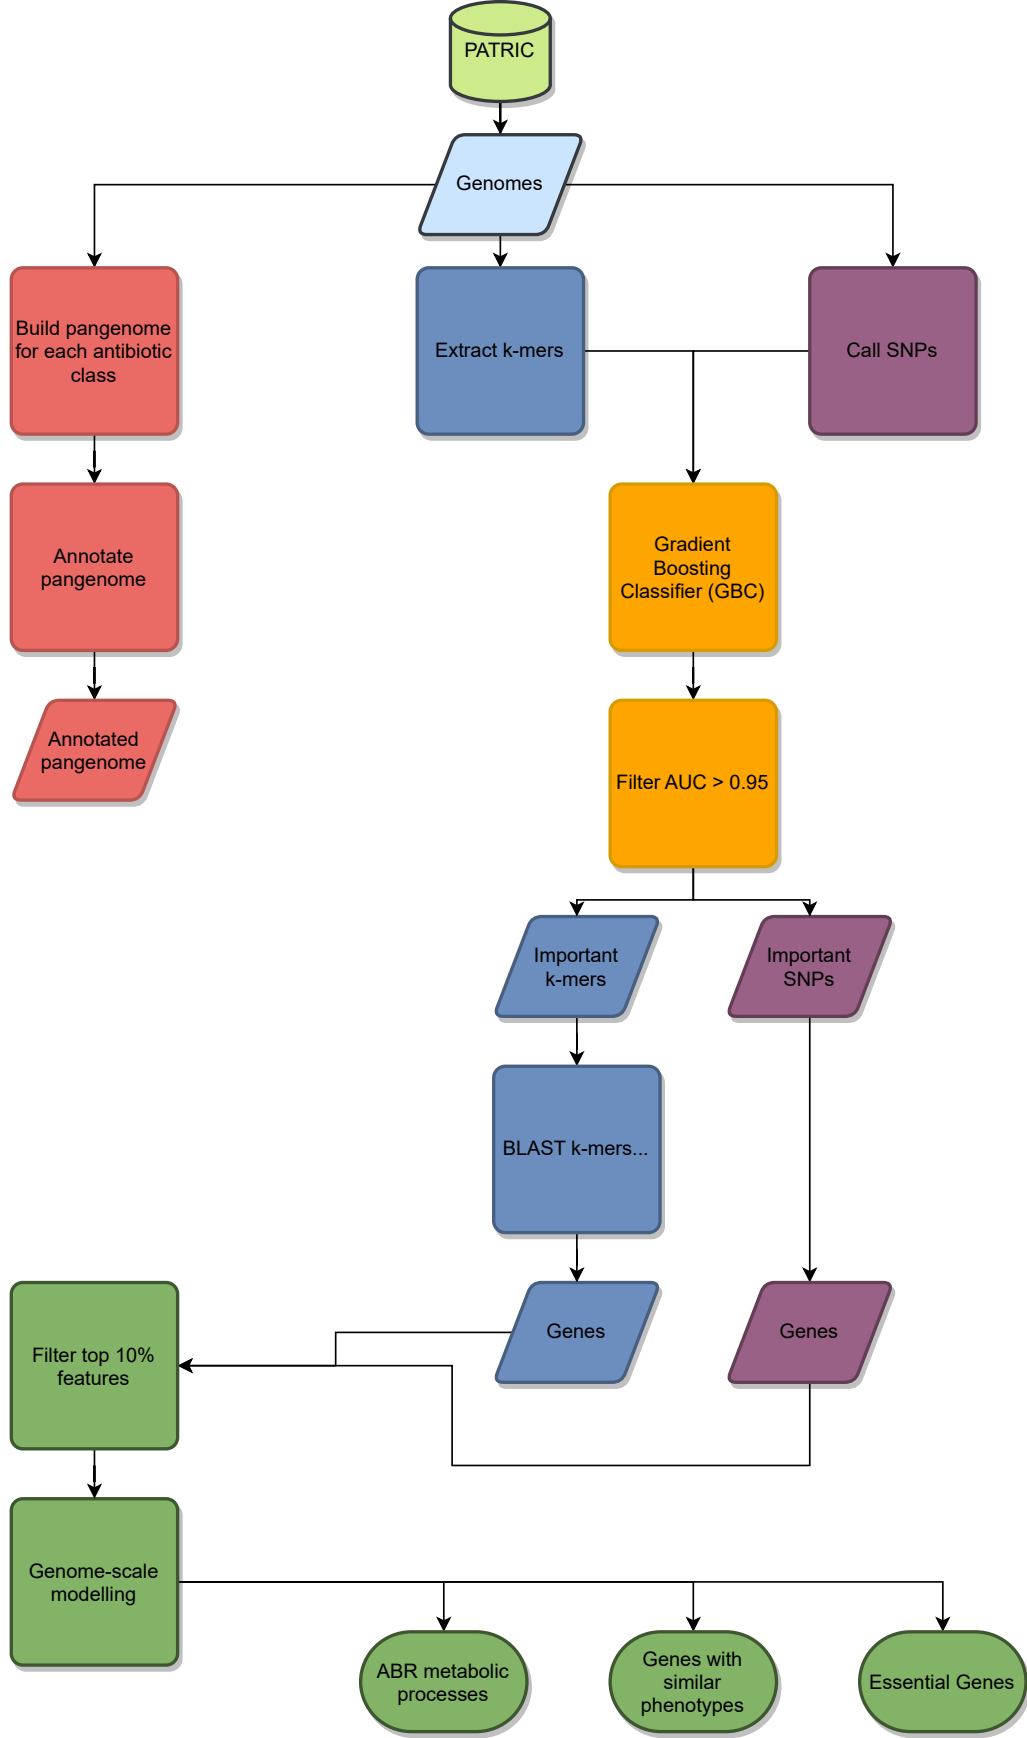 PATRIC
Genomes
Build pangenome
for each antibiotic
class
Extract k-mers
Call SNPs
Annotate
pangenome
Gradient
Boosting
Classifier (GBC)
Annotated
pangenome
Filter AUC > 0.95
Important
k-mers
Important
SNPs
BLAST k-mers...
Genes
Genes
Filter top 10%
features
Genome-scale
modelling
ABR metabolic
processes
Genes with
similar
phenotypes
Essential Genes